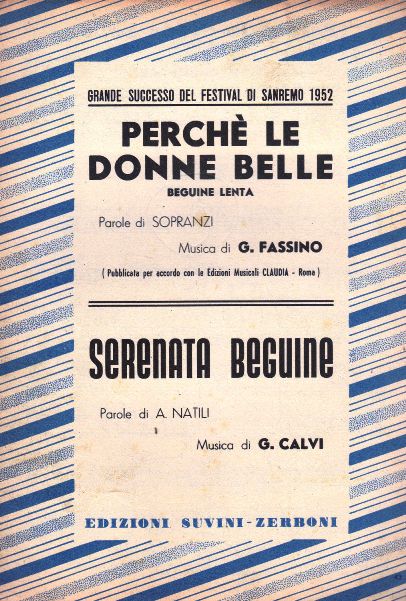 GRANDE SUCCESSO DEL FESTIVAL DI SANREMO 1952
PERCHÈ LE
DONNE BELLE
BEGUINE LENTA
Parole di SOPRANZI
Musica di G. FASSINO
( Pubblicata per accordo con le Edizioni Musicali CLAUDIA - Roma )
SERENATA BEGUINE
Parole di A. NATILI
Musica di G. CALVI
EDIZIONI SUVINI-ZERBONI